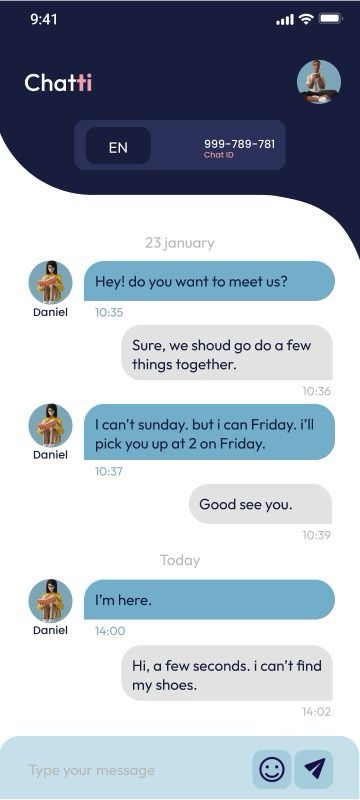 9:41
Chatti
EN
999-789-781
Chat ID
23 january
Hey! do you want to meet us?
Daniel
10:35
Sure, we shoud go do a few
things together.
10:36
I can't sunday. but i can Friday. i'll
pick you up at 2 on Friday.
Daniel
10:37
Good see you.
10:39
Today
I'm here.
Daniel
14:00
Hi, a few seconds. i can't find
my shoes.
14:02
Type your message